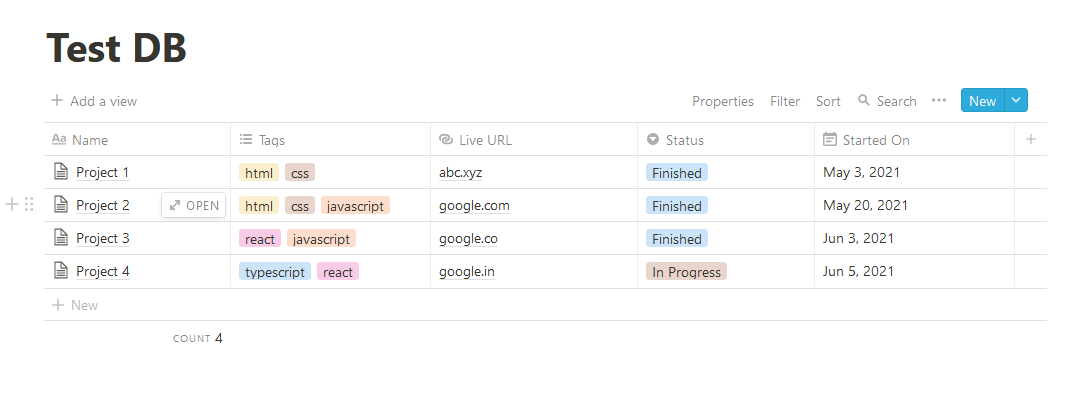 Test DB
Add a view Properties Filter Sort Search ••• New
Aa Name Tags Live URL Status Started On
Project 1 html css abc.xyz Finished May 3, 2021
Project 2 OPEN html css javascript google.com Finished May 20, 2021
Project 3 react javascript google.co Finished Jun 3, 2021
Project 4 typescript react google.in In Progress Jun 5, 2021
New
COUNT 4